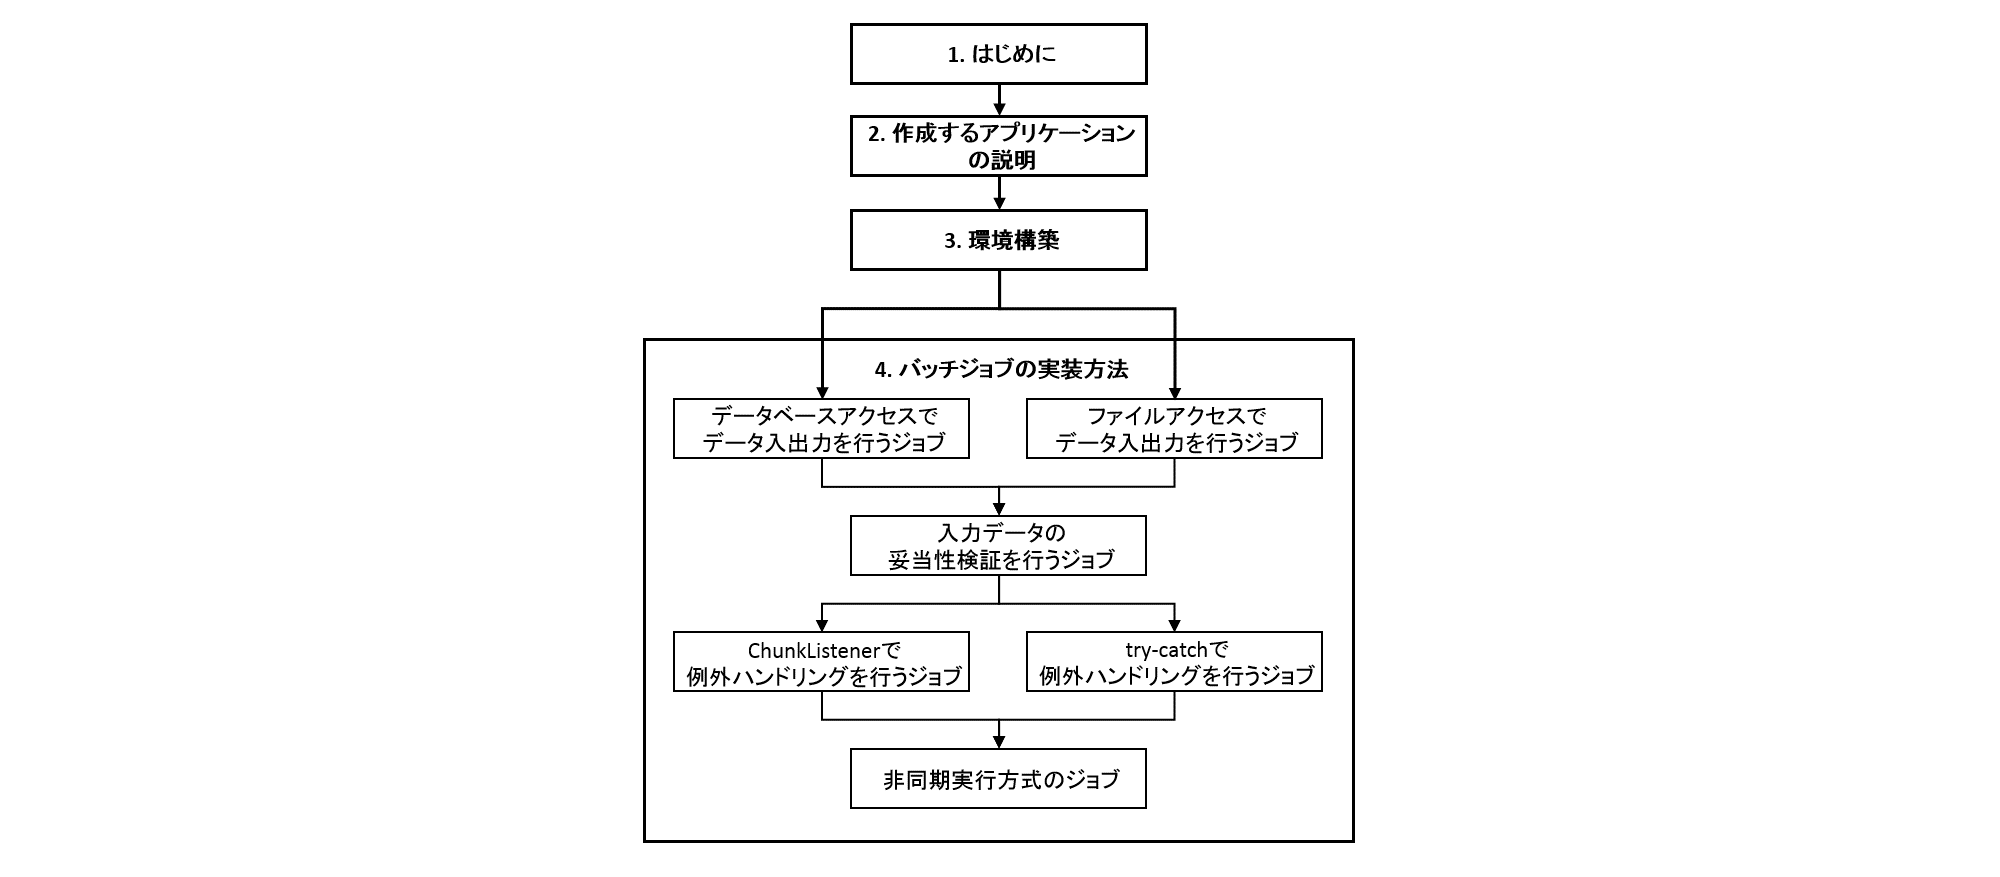 1. はじめに
2. 作成するアプリケーション
の説明
3. 環境構築
4. バッチジョブの実装方法
データベースアクセスで
データ入出力を行うジョブ
ファイルアクセスで
データ入出力を行うジョブ
入力データの
妥当性検証を行うジョブ
ChunkListenerで
例外ハンドリングを行うジョブ
try-catchで
例外ハンドリングを行うジョブ
非同期実行方式のジョブ